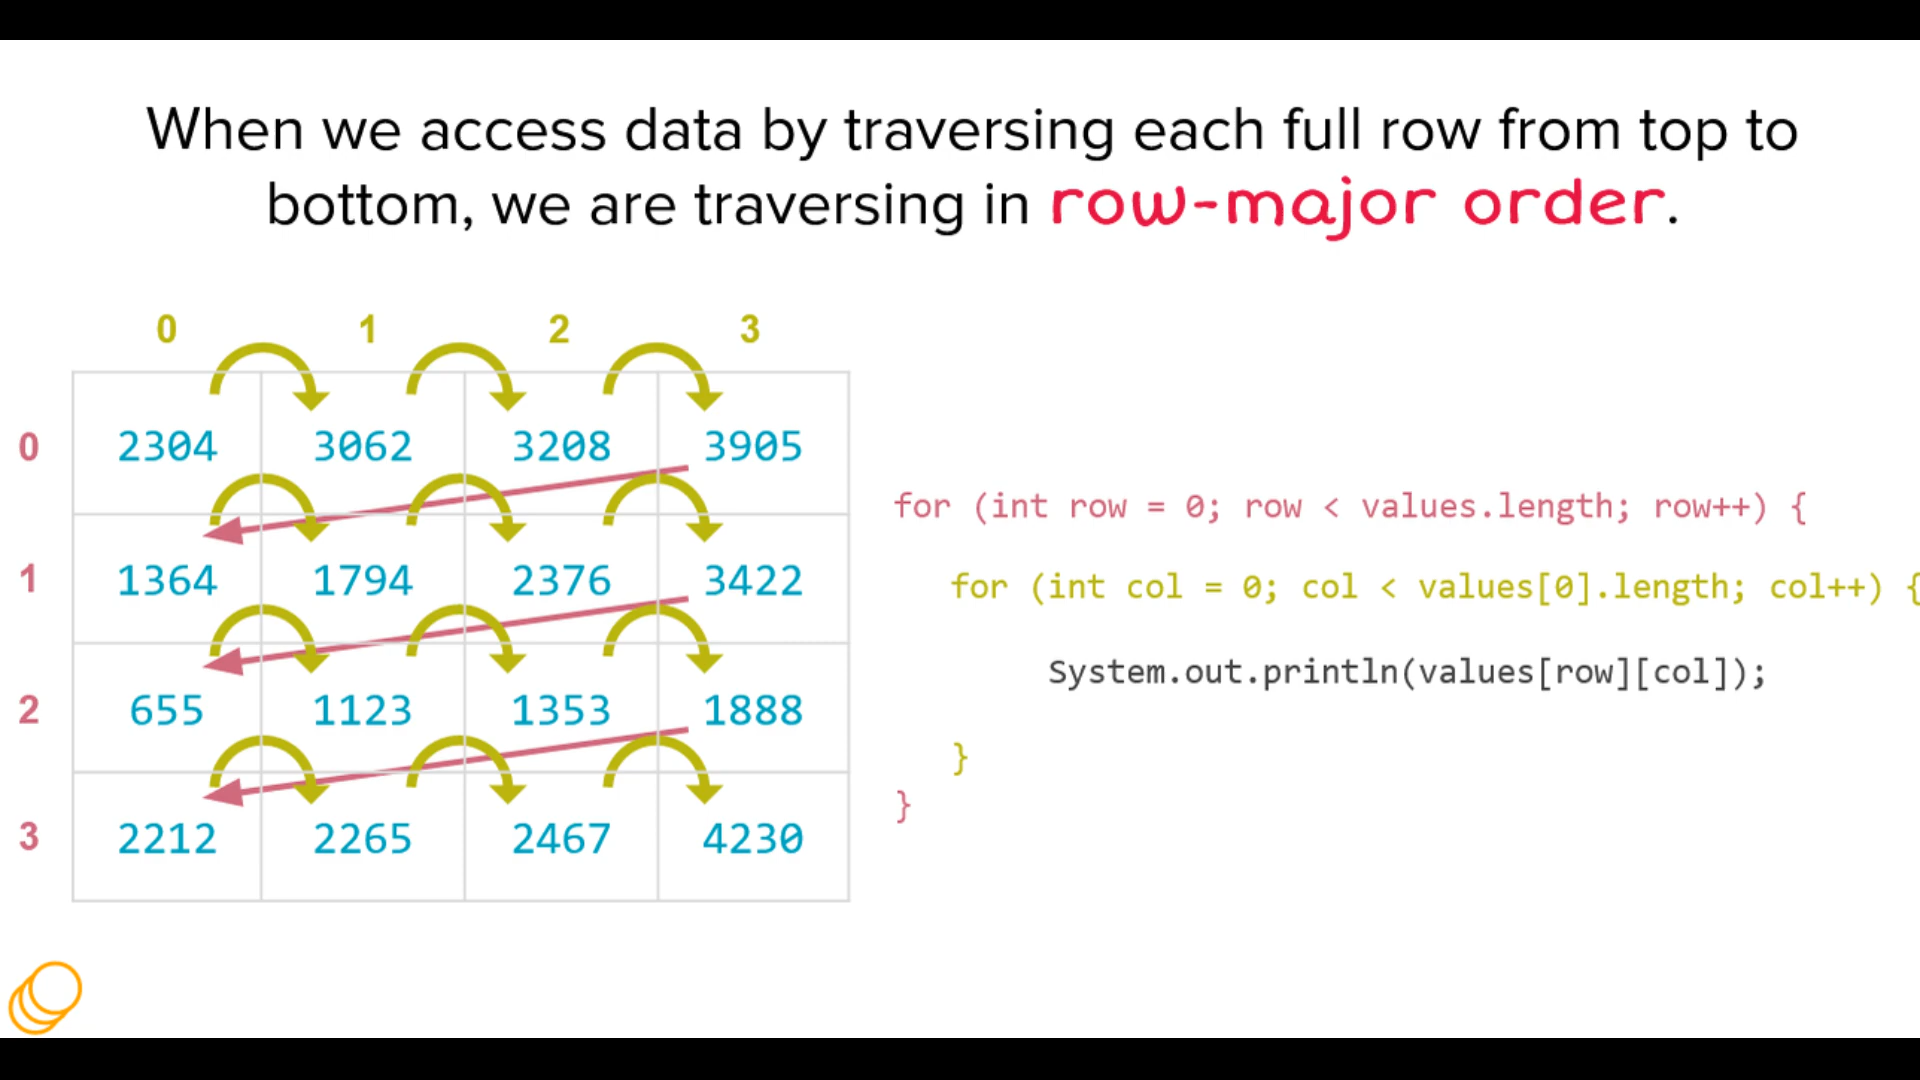 When we access data by traversing each full row from top to
bottom, we are traversing in row-major order.
0 1 2 3
0 2304 3062 3208 3905
1 1364 1794 2376 3422
2 655 1123 1353 1888
3 2212 2265 2467 4230
for (int row = 0; row < values.length; row++) {
for (int col = 0; col < values[0].length; col++) {
System.out.println(values[row][col]);
}
}